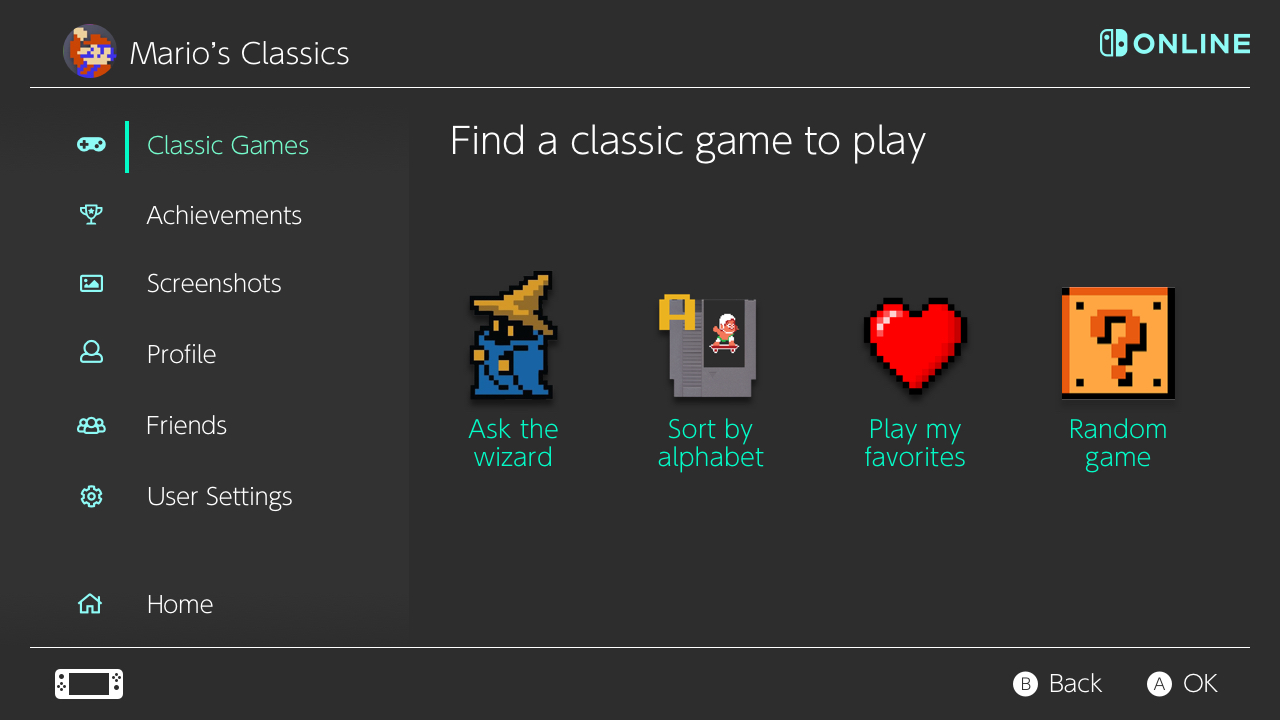 Mario's Classics
ONLINE
Classic Games
Achievements
Screenshots
Profile
Friends
User Settings
Home
Find a classic game to play
Ask the
wizard
A
Sort by
alphabet
Play my
favorites
?
Random
game
B Back
A OK